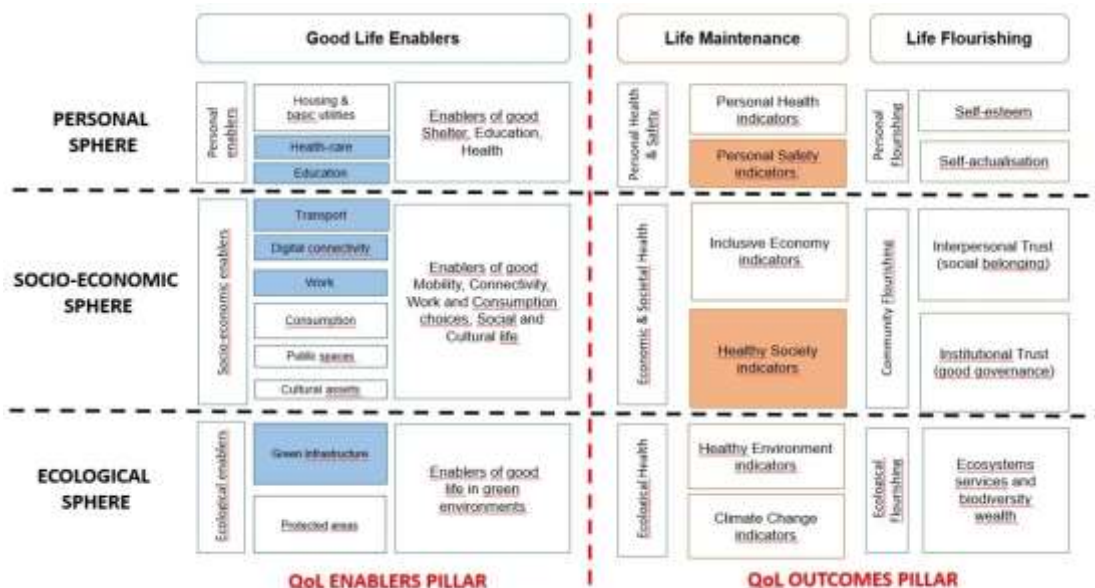 Good Life Enablers
Life Maintenance
Life Flourishing
PERSONAL
SPHERE
Personal
enablers
Housing &
basic utilities
Health-care
Education
Enablers of good
Shelter, Education,
Health
Personal Health
& Safety
Personal Health
indicators
Personal Safety
indicators
Personal
Flourishing
Self-esteem
Self-actualisation
SOCIO-ECONOMIC
SPHERE
Socio-economic enablers
Transport
Digital connectivity
Work
Consumption
Public spaces
Cultural assets
Enablers of good
Mobility, Connectivity,
Work and Consumption
choices, Social and
Cultural life
Economic & Societal Health
Inclusive Economy
indicators
Healthy Society
indicators
Community Flourishing
Interpersonal Trust
(social belonging)
Institutional Trust
(good governance)
ECOLOGICAL
SPHERE
Ecological enablers
Green infrastructure
Protected areas
Enablers of good
life in green
environments
Ecological Health
Healthy Environment
indicators
Climate Change
indicators
Ecological
Flourishing
Ecosystems
services and
biodiversity
wealth
QoL ENABLERS PILLAR
QoL OUTCOMES PILLAR